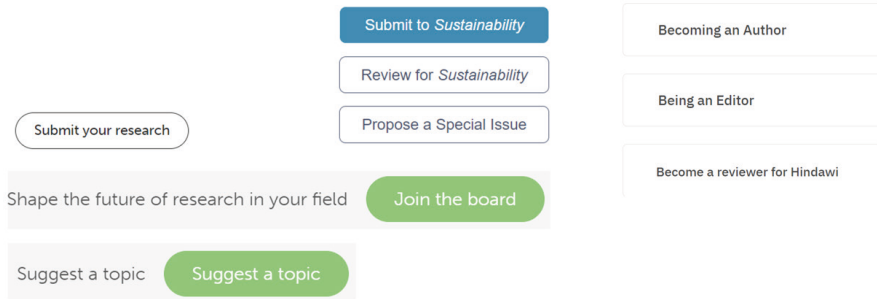 Submit to Sustainability
Review for Sustainability
Propose a Special Issue
Submit your research
Shape the future of research in your field
Join the board
Suggest a topic
Suggest a topic
Becoming an Author
Being an Editor
Become a reviewer for Hindawi